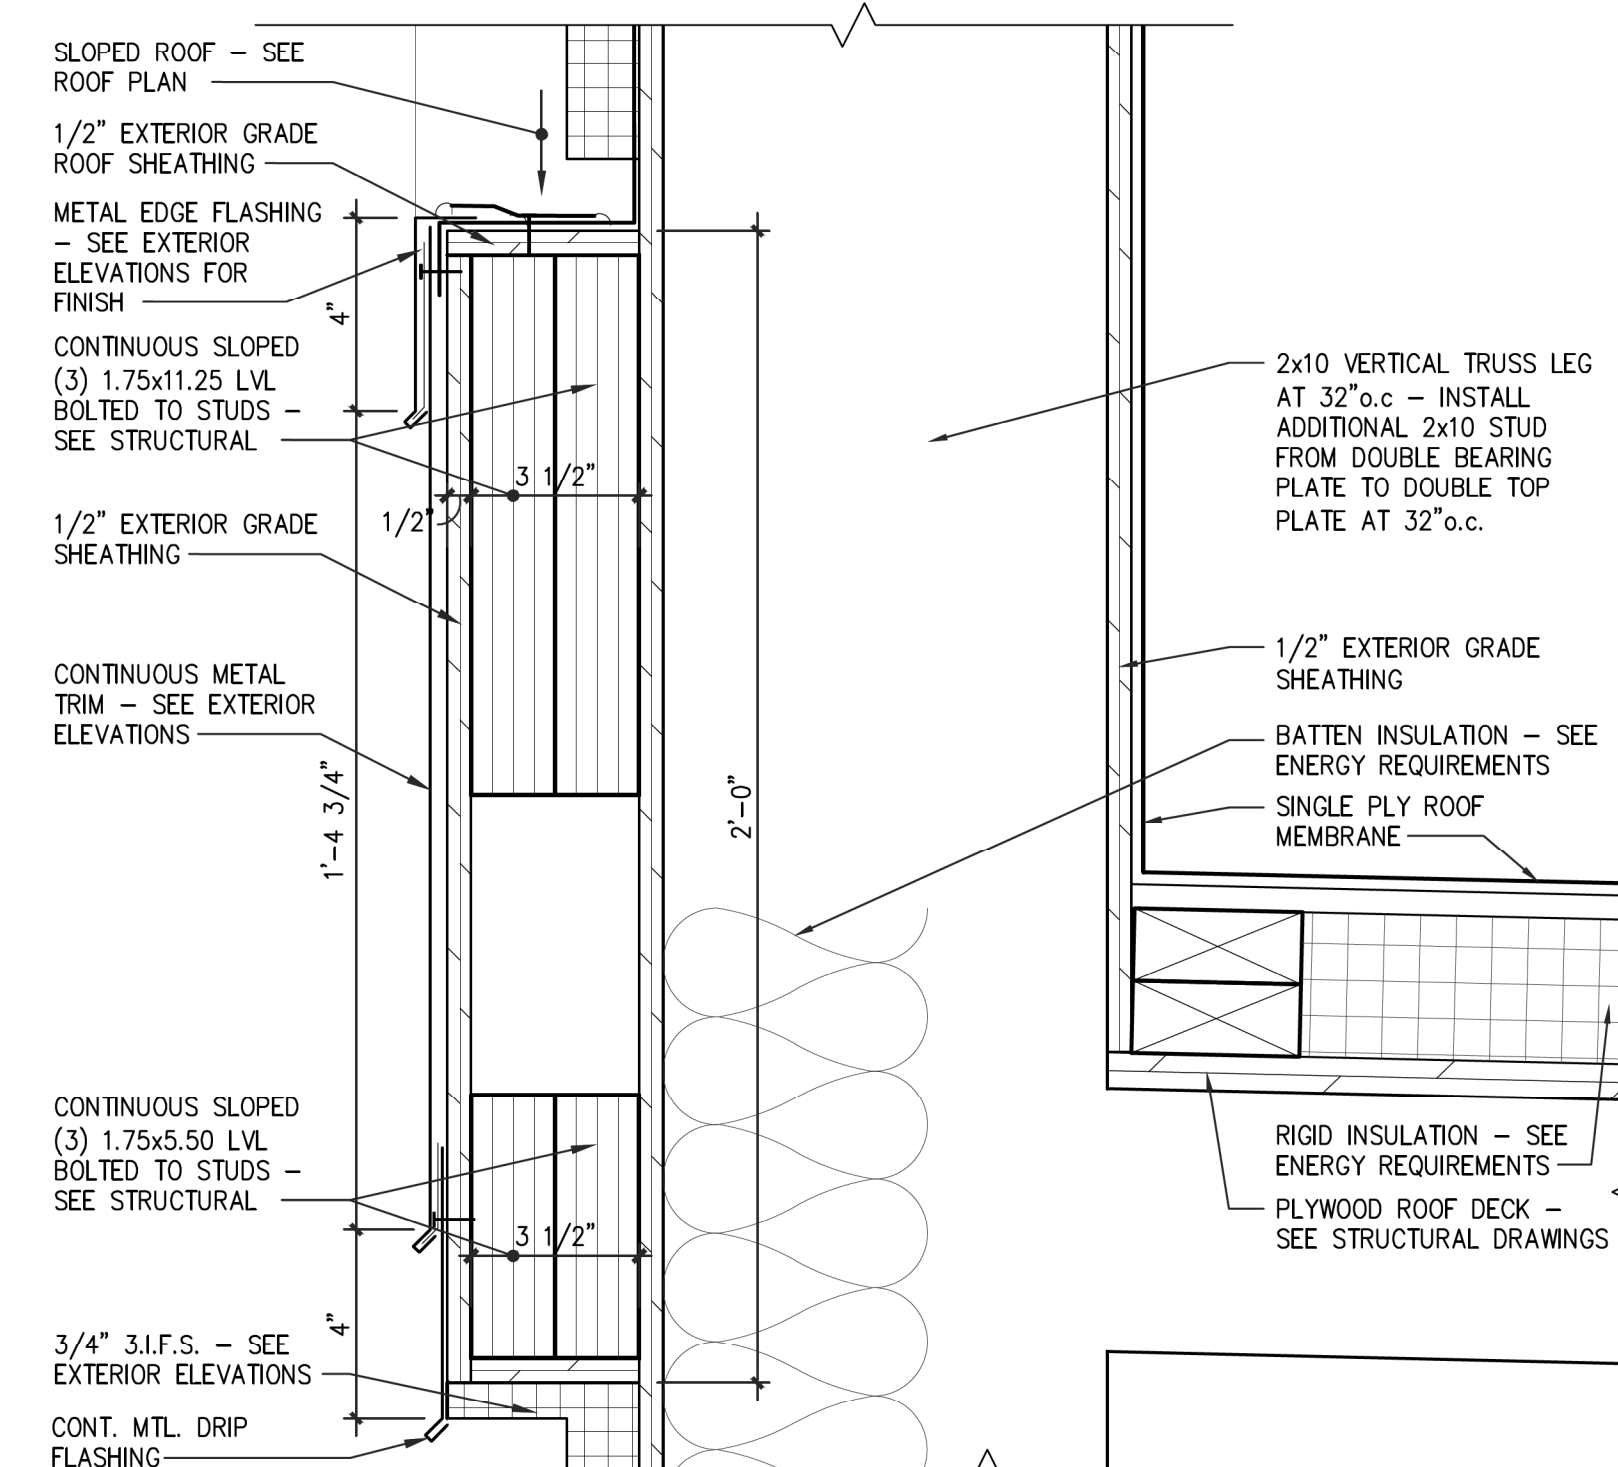 SLOPED ROOF – SEE
ROOF PLAN
1/2" EXTERIOR GRADE
ROOF SHEATHING
METAL EDGE FLASHING
– SEE EXTERIOR
ELEVATIONS FOR
FINISH
4"
CONTINUOUS SLOPED
(3) 1.75x11.25 LVL
BOLTED TO STUDS –
SEE STRUCTURAL
3 1/2"
1/2"
1/2" EXTERIOR GRADE
SHEATHING
CONTINUOUS METAL
TRIM – SEE EXTERIOR
ELEVATIONS
1'-4 3/4"
2'-0"
CONTINUOUS SLOPED
(3) 1.75x5.50 LVL
BOLTED TO STUDS –
SEE STRUCTURAL
3 1/2"
4"
3/4" 3.I.F.S. – SEE
EXTERIOR ELEVATIONS
CONT. MTL. DRIP
FLASHING
2x10 VERTICAL TRUSS LEG
AT 32"o.c – INSTALL
ADDITIONAL 2x10 STUD
FROM DOUBLE BEARING
PLATE TO DOUBLE TOP
PLATE AT 32"o.c.
1/2" EXTERIOR GRADE
SHEATHING
BATTEN INSULATION – SEE
ENERGY REQUIREMENTS
SINGLE PLY ROOF
MEMBRANE
RIGID INSULATION – SEE
ENERGY REQUIREMENTS
PLYWOOD ROOF DECK –
SEE STRUCTURAL DRAWINGS